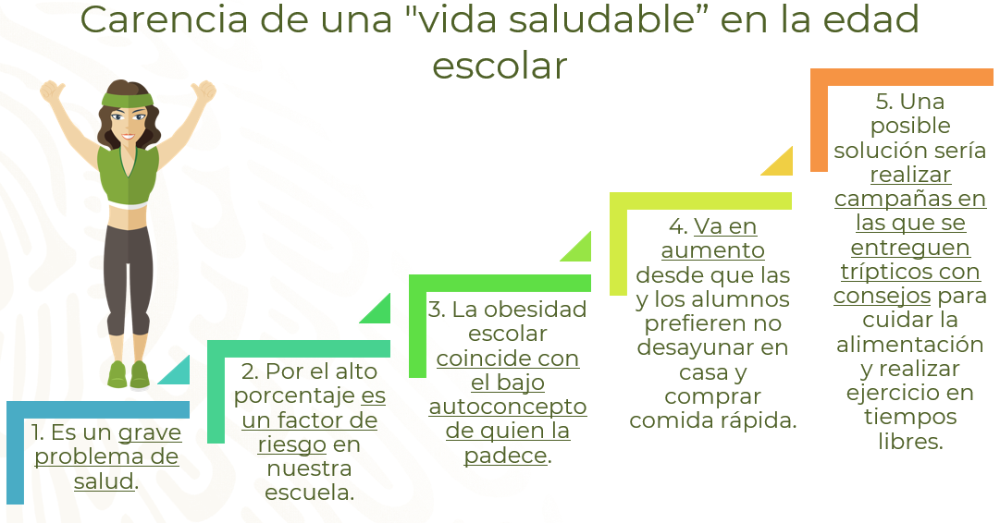 Carencia de una "vida saludable” en la edad
escolar
1. Es un grave
problema de
salud.
2. Por el alto
porcentaje es
un factor de
riesgo en
nuestra
escuela.
3. La obesidad
escolar
coincide con
el bajo
autoconcepto
de quien la
padece.
4. Va en
aumento
desde que las
y los alumnos
prefieren no
desayunar en
casa y
comprar
comida rápida.
5. Una
posible
solución sería
realizar
campañas en
las que se
entreguen
trípticos con
consejos para
cuidar la
alimentación
y realizar
ejercicio en
tiempos
libres.